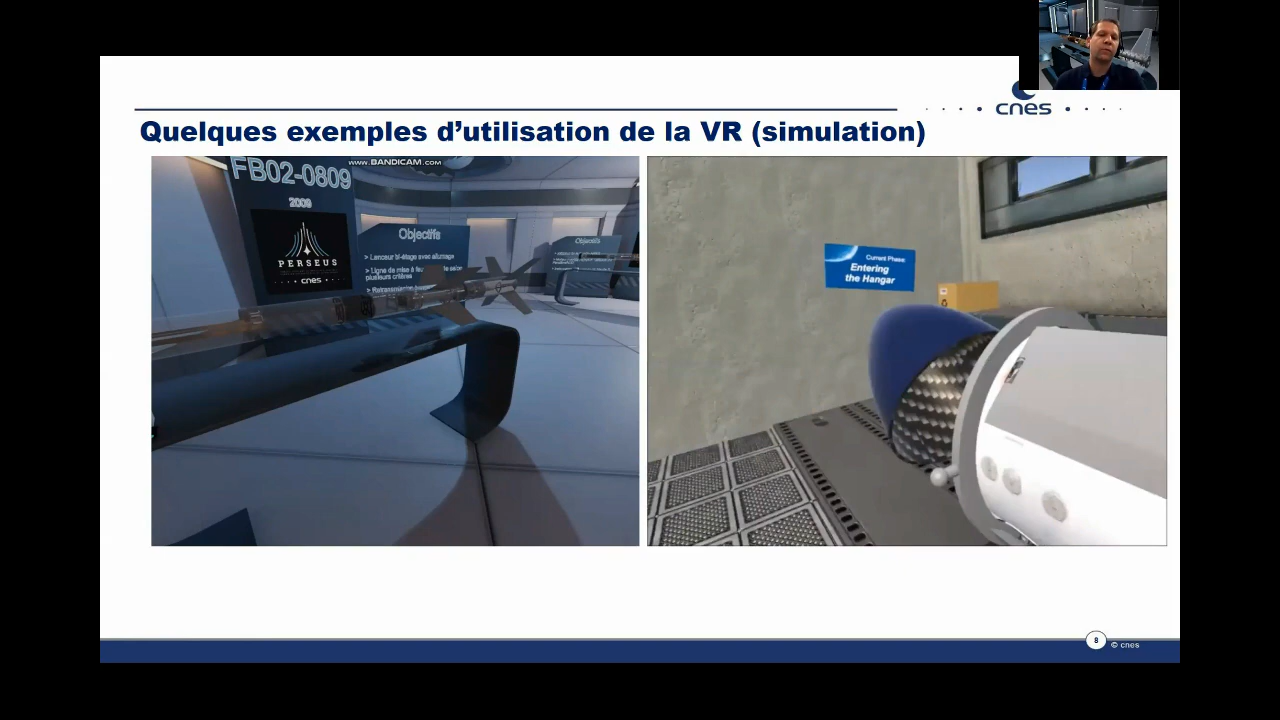 cnes
Quelques exemples d’utilisation de la VR (simulation)
WWW.BANDICAM.COM
FB02-0809
2009
PERSEUS
cnes
Objectifs
> Lanceur bi-étage avec allumage
> Ligne de mise à feu
plusieurs critères
Objectifs
Current Phase:
Entering
the Hangar
8
© cnes